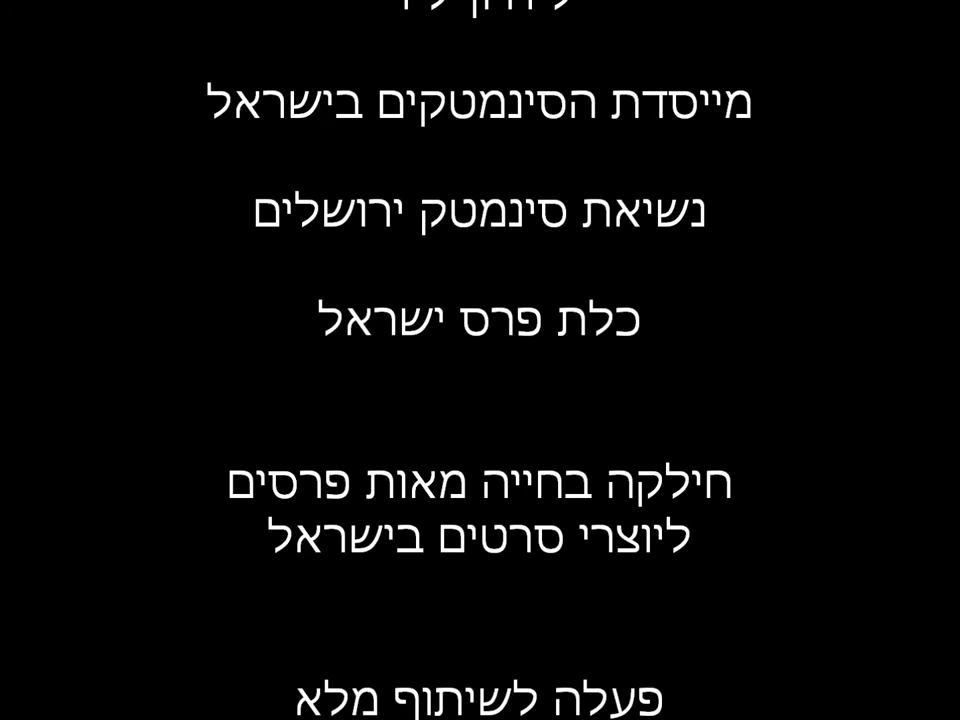 מייסדת הסינמטקים בישראל
נשיאת סינמטק ירושלים
כלת פרס ישראל
חילקה בחייה מאות פרסים
ליוצרי סרטים בישראל
פעלה לשיתוף מלא